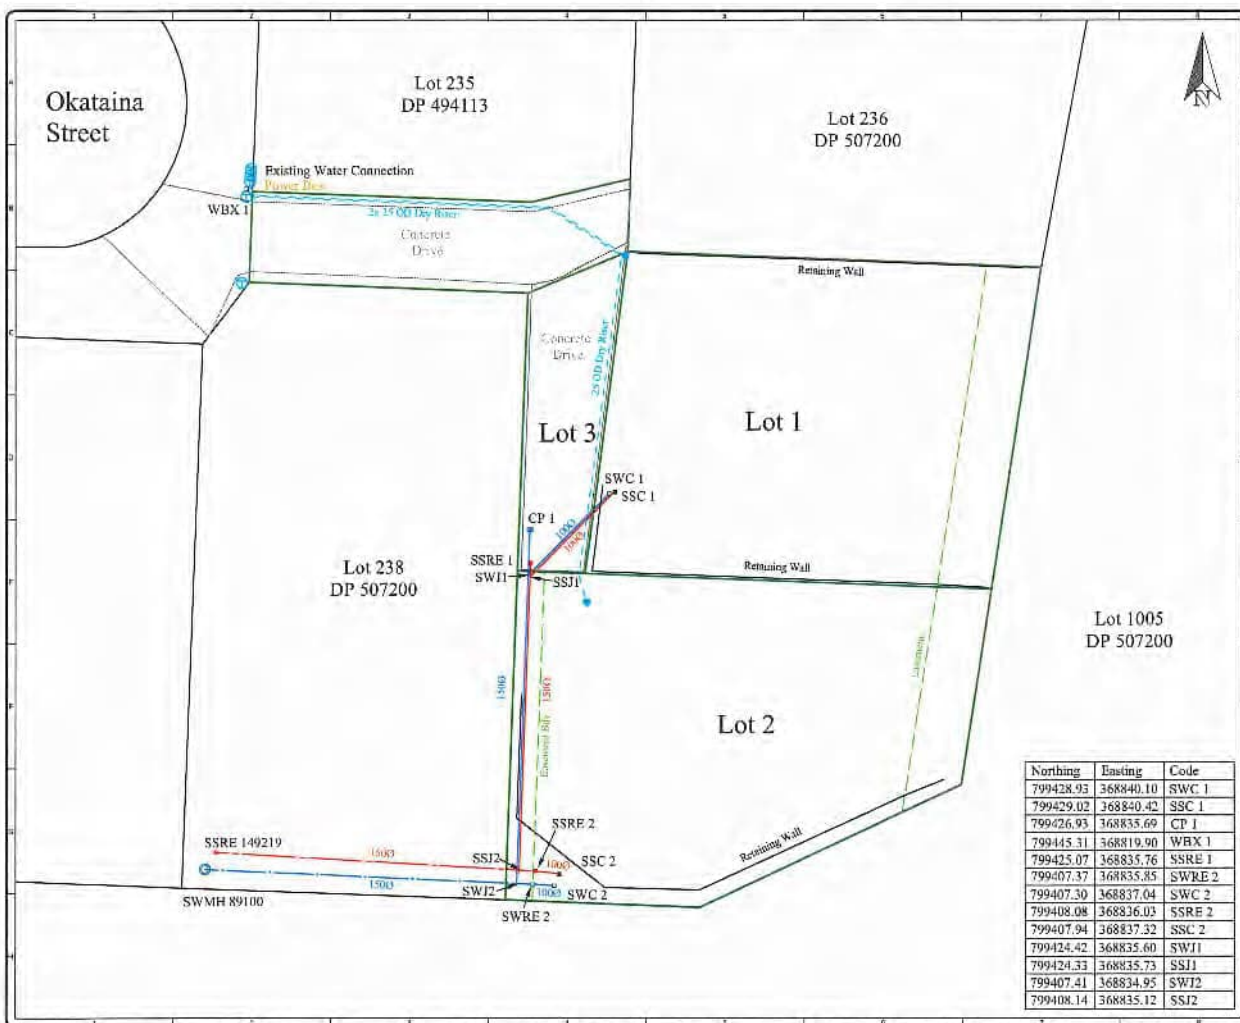 Okataina
Street
Lot 235
DP 494113
Lot 236
DP 507200
N
Existing Water Connection
WBX 1
2x 25 OD Dry Riser
Concrete
Drive
Retaining Wall
Concrete
Drive
25 OD Dry Riser
Lot 1
Lot 3
SWC 1
SSC 1
CP 1
100Ø
100Ø
SSRE 1
SWJ1
SSJ1
Retaining Wall
Lot 238
DP 507200
Lot 1005
DP 507200
Easement
150Ø
150Ø
Lot 2
SSRE 149219
150Ø
SSRE 2
SSJ2
100Ø
SSC 2
Retaining Wall
150Ø
SWJ2
100Ø
SWC 2
SWMH 89100
SWRE 2
Northing Easting Code
799428.93 368840.10 SWC 1
799429.02 368840.42 SSC 1
799426.93 368835.69 CP 1
799445.31 368819.90 WBX 1
799425.07 368835.76 SSRE 1
799407.37 368835.85 SWRE 2
799407.30 368837.04 SWC 2
799408.08 368836.03 SSRE 2
799407.94 368837.32 SSC 2
799424.42 368835.60 SWJ1
799424.33 368835.73 SSJ1
799407.41 368834.95 SWJ2
799408.14 368835.12 SSJ2